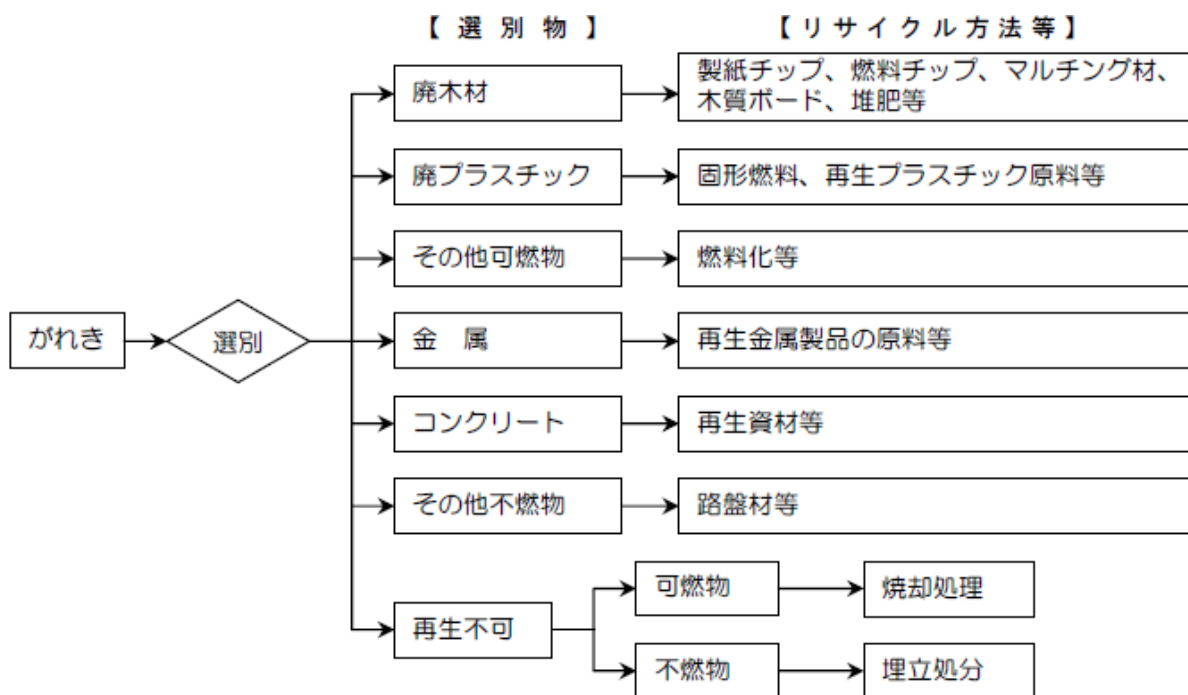 【 選 別 物 】
【 リ サ イ ク ル 方 法 等 】
がれき
選別
廃木材
製紙チップ、燃料チップ、マルチング材、
木質ボード、堆肥等
廃プラスチック
固形燃料、再生プラスチック原料等
その他可燃物
燃料化等
金　属
再生金属製品の原料等
コンクリート
再生資材等
その他不燃物
路盤材等
再生不可
可燃物
焼却処理
不燃物
埋立処分